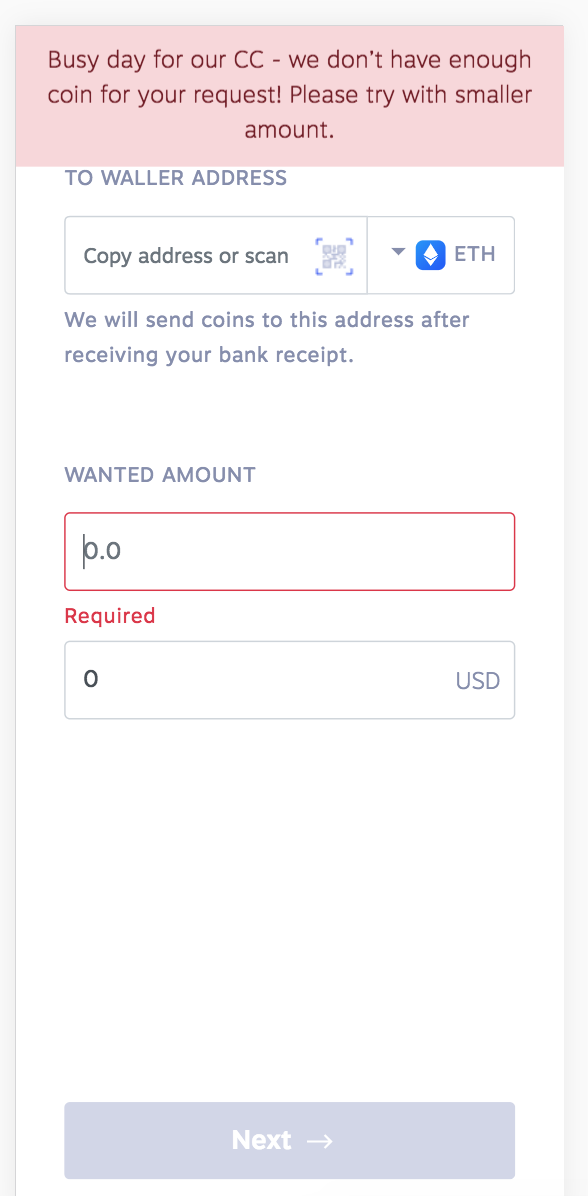 Busy day for our CC - we don't have enough
coin for your request! Please try with smaller
amount.
TO WALLER ADDRESS
Copy address or scan
ETH
We will send coins to this address after
receiving your bank receipt.
WANTED AMOUNT
0.0
Required
0
USD
Next →